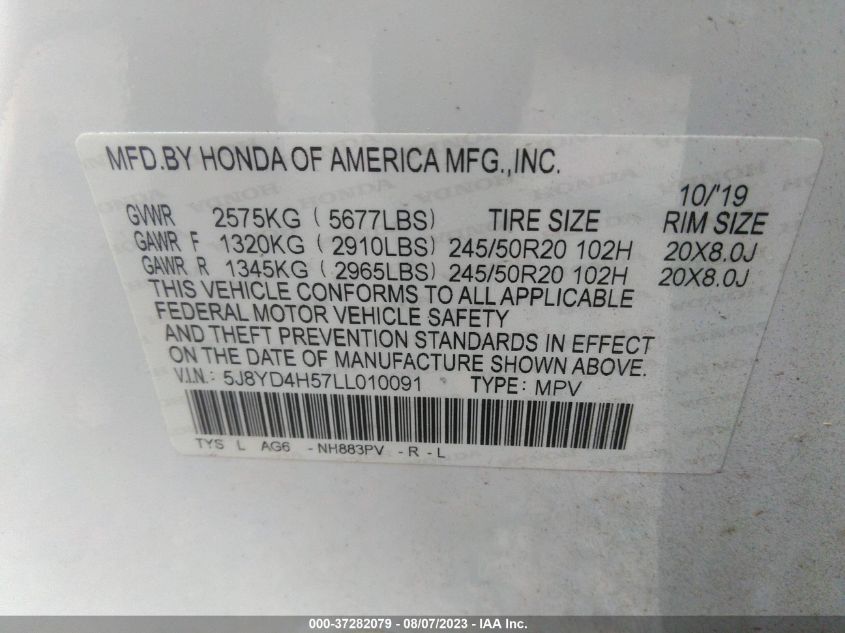 MFD.BY HONDA OF AMERICA MFG.,INC.
10/'19
GVWR 2575KG (5677LBS) TIRE SIZE RIM SIZE
GAWR F 1320KG (2910LBS) 245/50R20 102H 20X8.0J
GAWR R 1345KG (2965LBS) 245/50R20 102H 20X8.0J
THIS VEHICLE CONFORMS TO ALL APPLICABLE
FEDERAL MOTOR VEHICLE SAFETY
AND THEFT PREVENTION STANDARDS IN EFFECT
ON THE DATE OF MANUFACTURE SHOWN ABOVE.
V.I.N.: 5J8YD4H57LL010091 TYPE: MPV
TYS L AG6 -NH883PV -R -L
000-37282079 - 08/07/2023 - IAA Inc.